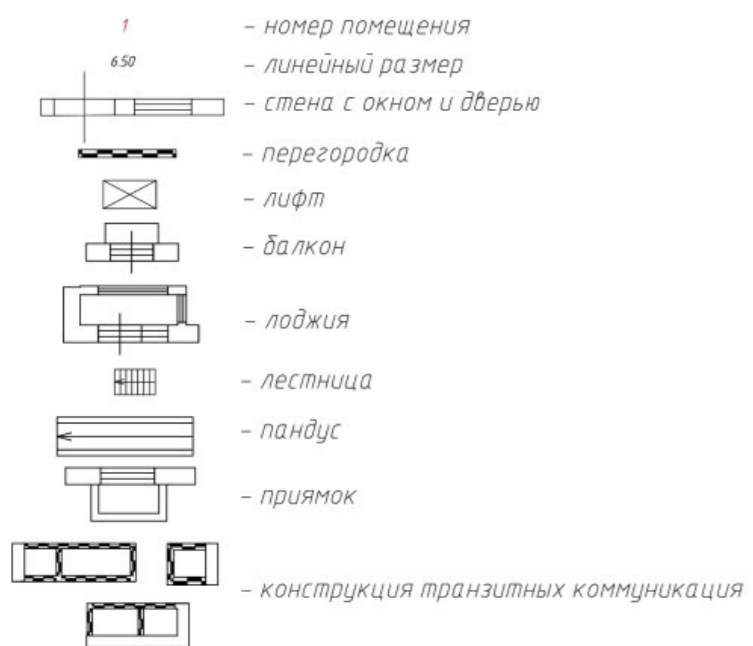 1 – номер помещения
6.50 – линейный размер
– стена с окном и дверью
– перегородка
– лифт
– балкон
– лоджия
– лестница
– пандус
– приямок
– конструкция транзитных коммуникация